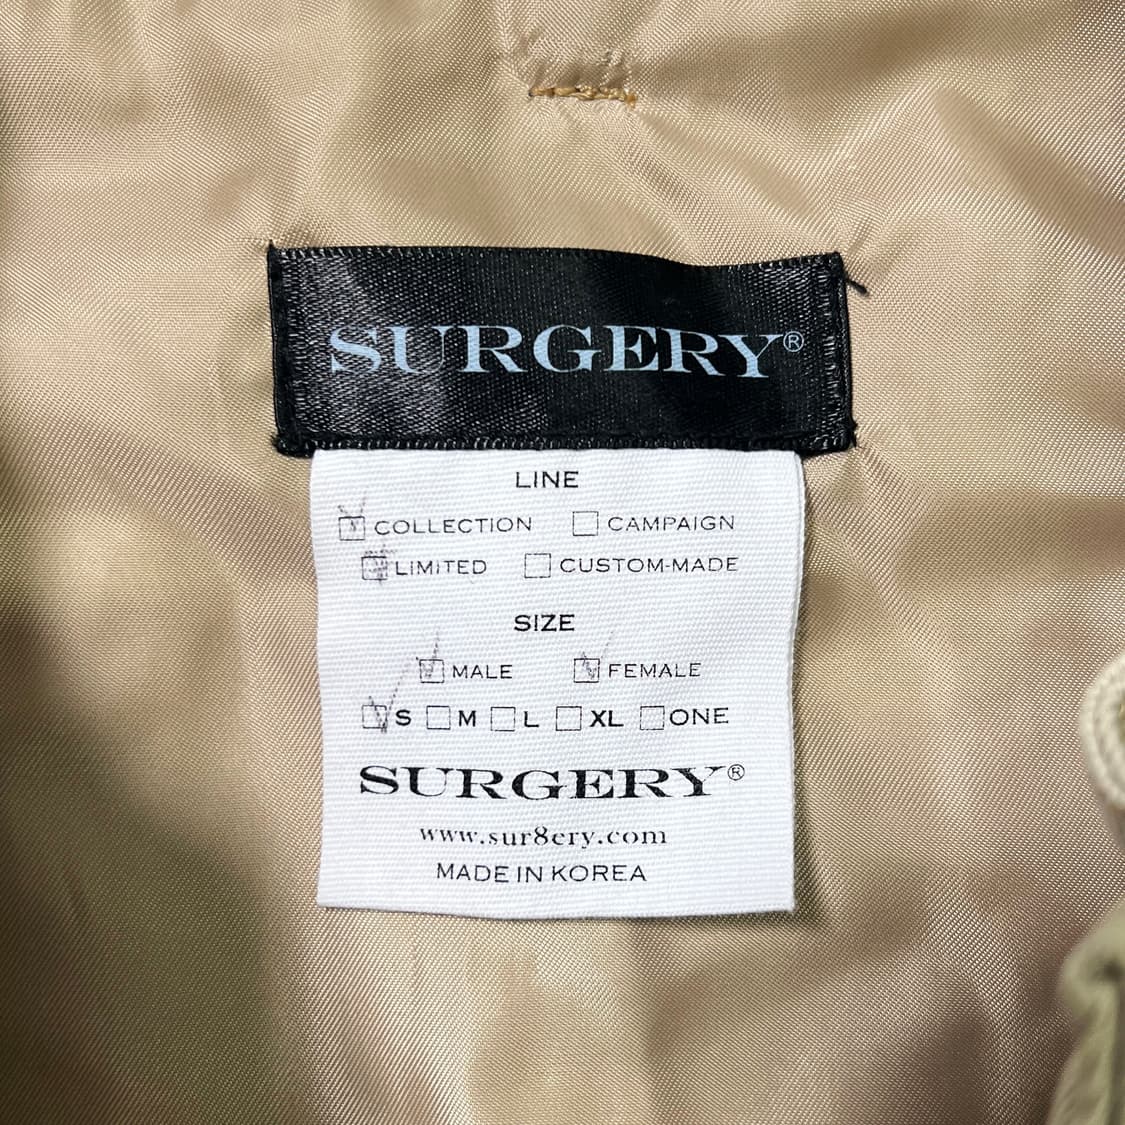 SURGERY®
LINE
COLLECTION CAMPAIGN
LIMITED CUSTOM-MADE
SIZE
MALE FEMALE
S M L XL ONE
SURGERY®
www.sur8ery.com
MADE IN KOREA